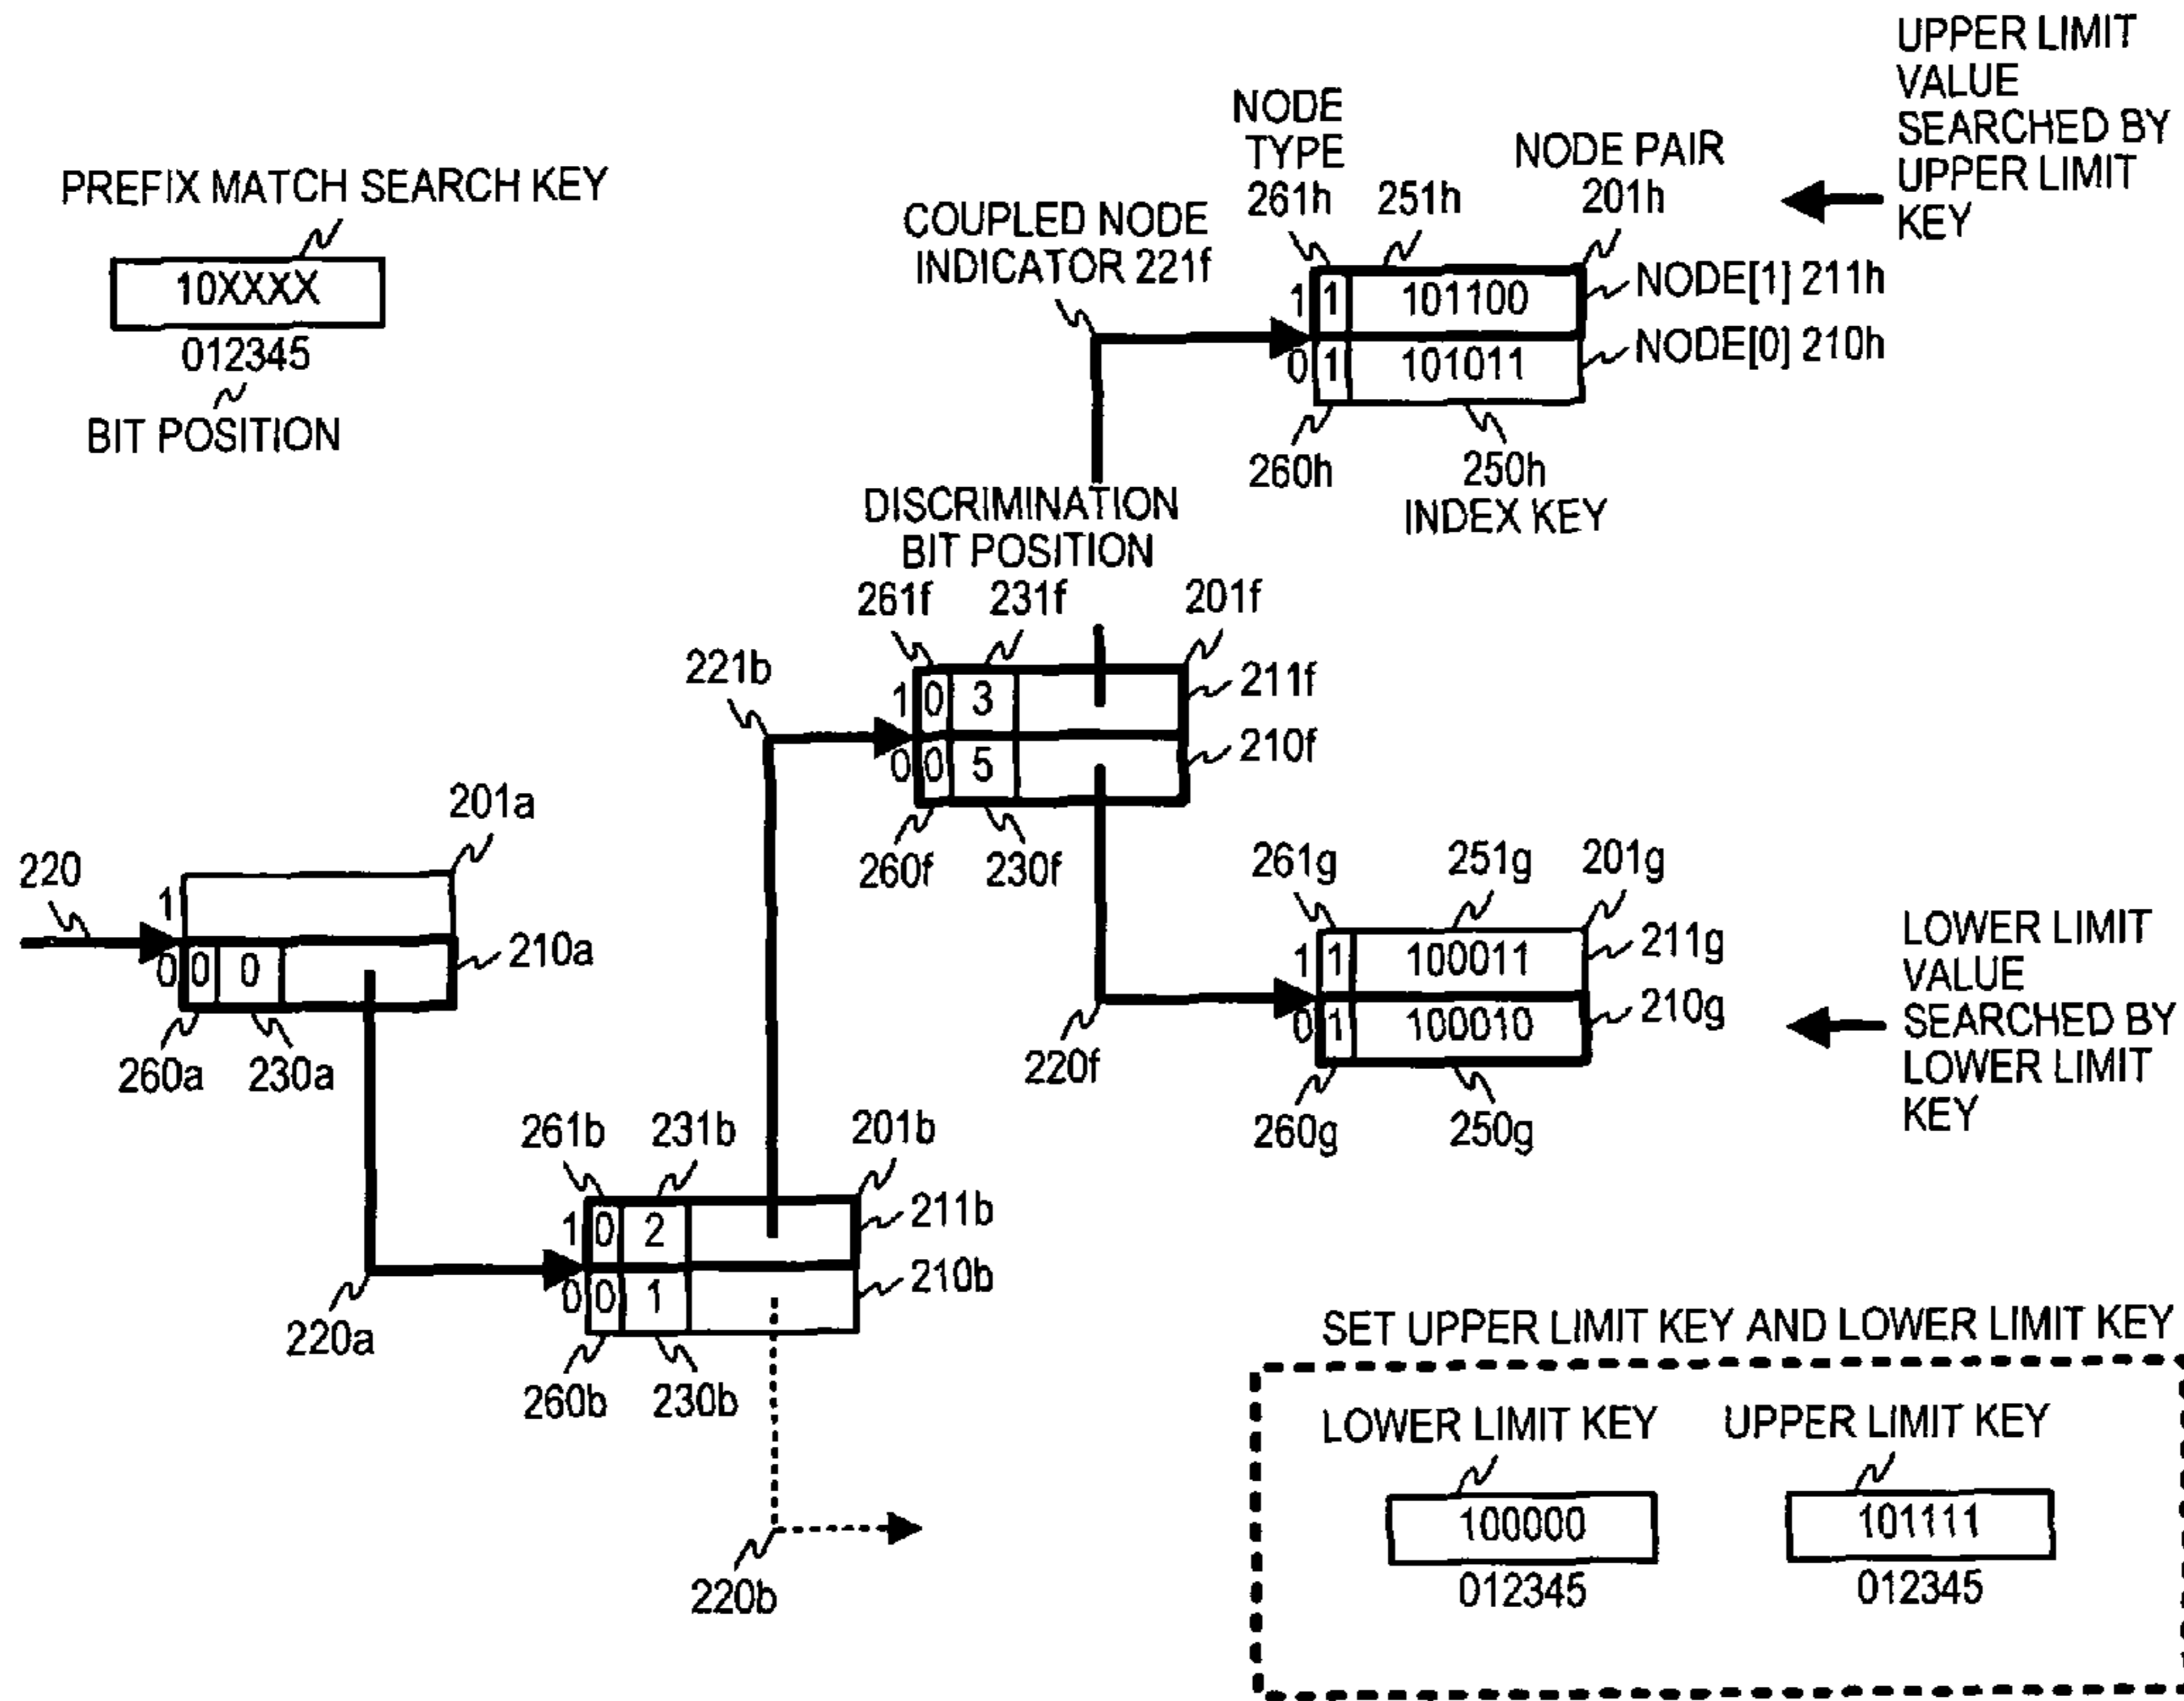 UPPER LIMIT
VALUE
SEARCHED BY
UPPER LIMIT
KEY
NODE
TYPE
261h
251h
NODE PAIR
201h
PREFIX MATCH SEARCH KEY
10XXXX
012345
BIT POSITION
COUPLED NODE
INDICATOR 221f
1 1 101100
NODE[1] 211h
0 1 101011
NODE[0] 210h
260h
250h
INDEX KEY
DISCRIMINATION
BIT POSITION
261f
231f
201f
221b
1 0 3
211f
0 0 5
210f
260f
230f
201a
220
1
0 0 0
210a
260a
230a
220a
261g
251g
201g
1 1 100011
211g
0 1 100010
210g
220f
260g
250g
LOWER LIMIT
VALUE
SEARCHED BY
LOWER LIMIT
KEY
261b
231b
201b
1 0 2
211b
0 0 1
210b
260b
230b
220b
SET UPPER LIMIT KEY AND LOWER LIMIT KEY
LOWER LIMIT KEY
UPPER LIMIT KEY
100000
101111
012345
012345